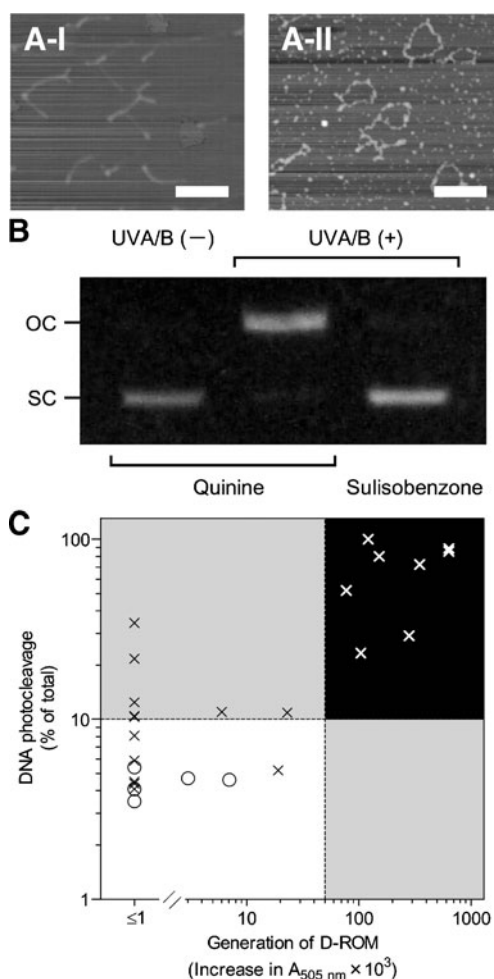 A-I
A-II
B
UVA/B (−)
UVA/B (+)
OC
SC
Quinine
Sulisobenzone
C
DNA photocleavage
(% of total)
100
10
1
≤1
10
100
1000
Generation of D-ROM
(Increase in A505 nm × 10³)